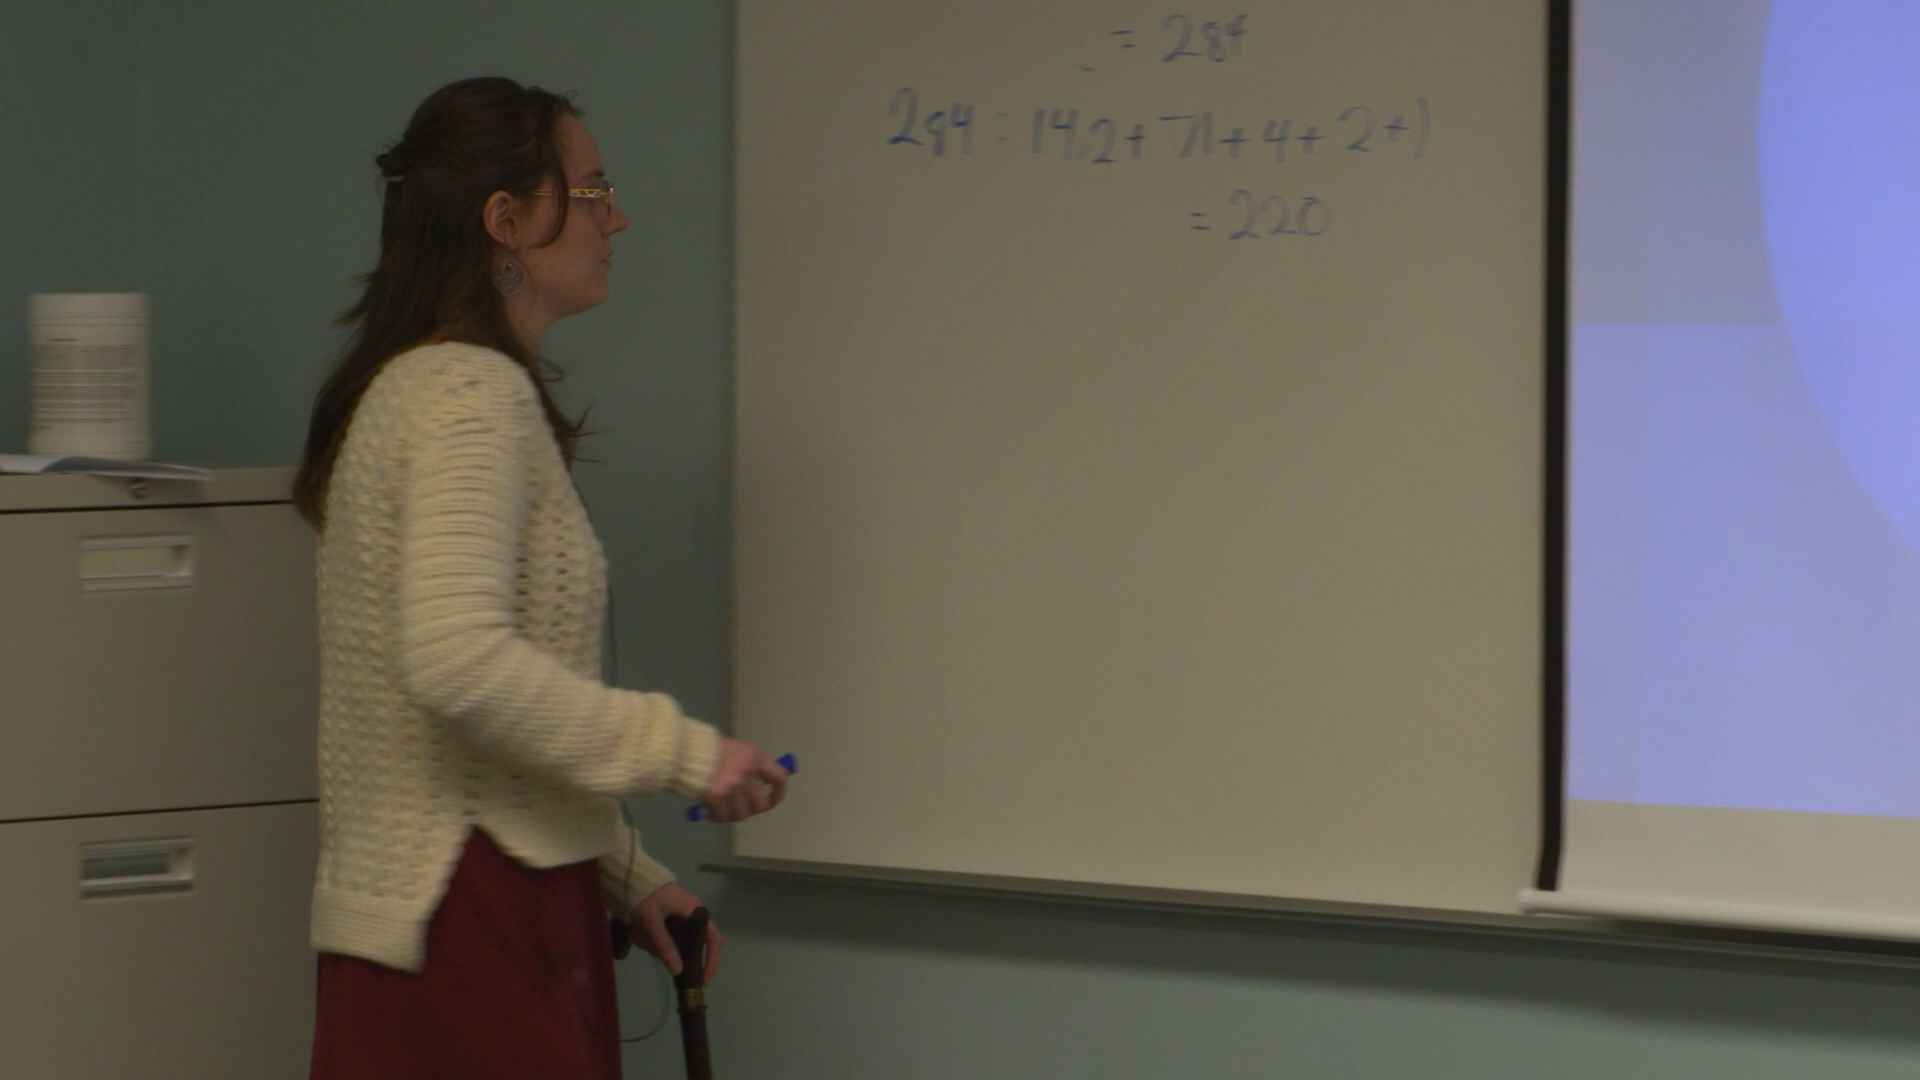 = 284
284 = 142 + 71 + 4 + 2 + 1
= 220